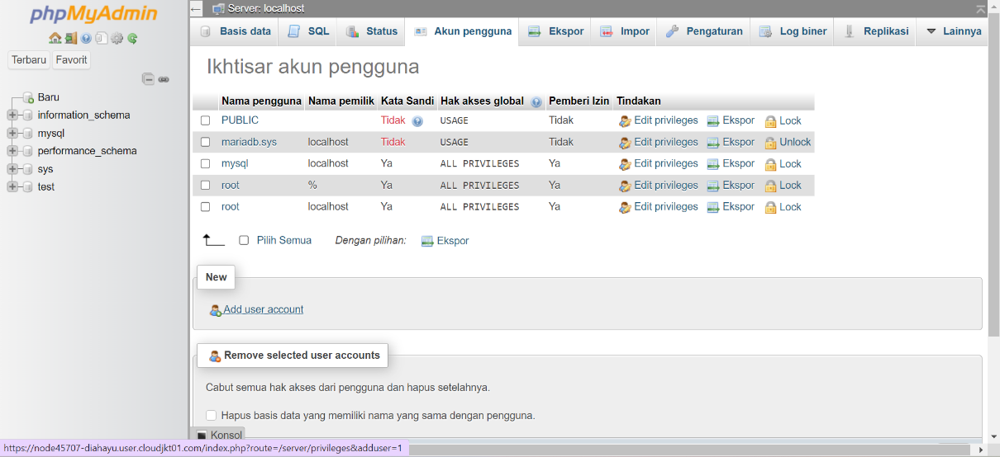 phpMyAdmin
Terbaru Favorit
Baru
information_schema
mysql
performance_schema
sys
test
Server: localhost
Basis data SQL Status Akun pengguna Ekspor Impor Pengaturan Log biner Replikasi Lainnya
Ikhtisar akun pengguna
Nama pengguna Nama pemilik Kata Sandi Hak akses global Pemberi Izin Tindakan
PUBLIC Tidak USAGE Tidak Edit privileges Ekspor Lock
mariadb.sys localhost Tidak USAGE Tidak Edit privileges Ekspor Unlock
mysql localhost Ya ALL PRIVILEGES Ya Edit privileges Ekspor Lock
root % Ya ALL PRIVILEGES Ya Edit privileges Ekspor Lock
root localhost Ya ALL PRIVILEGES Ya Edit privileges Ekspor Lock
Pilih Semua Dengan pilihan: Ekspor
New
Add user account
Remove selected user accounts
Cabut semua hak akses dari pengguna dan hapus setelahnya.
Hapus basis data yang memiliki nama yang sama dengan pengguna.
Konsol
https://node45707-diahayu.user.cloudjkt01.com/index.php?route=/server/privileges&adduser=1